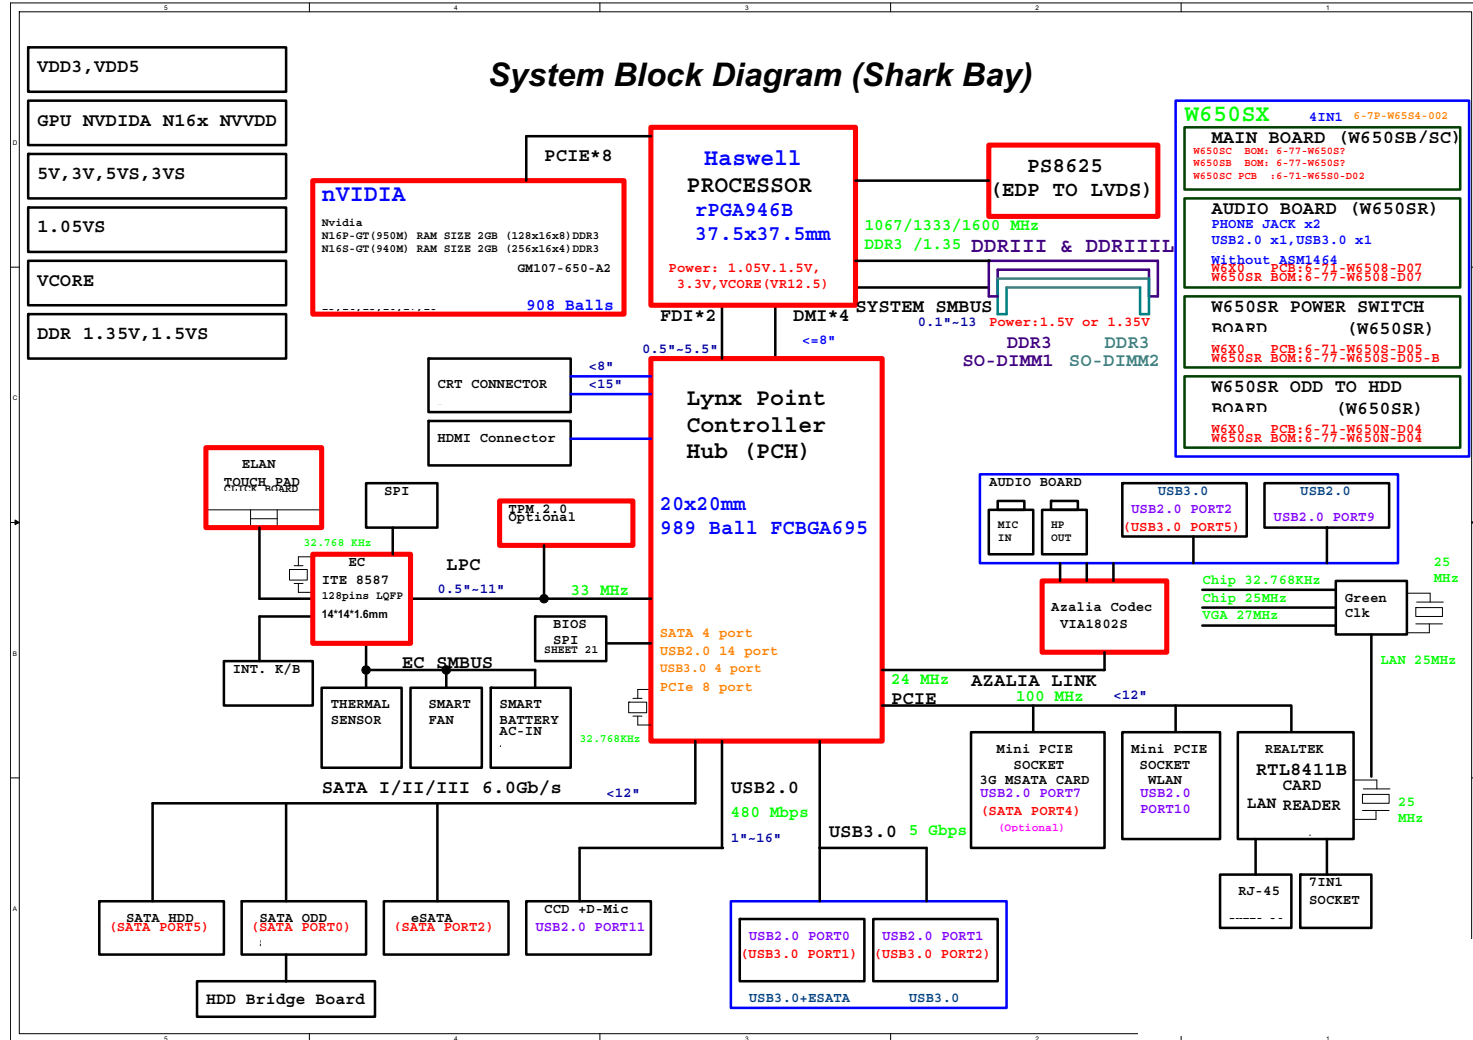 System Block Diagram (Shark Bay)
VDD3,VDD5
GPU NVDIDA N16x NVVDD
5V,3V,5VS,3VS
1.05VS
VCORE
DDR 1.35V,1.5VS
PCIE*8
nVIDIA
Nvidia
N16P-GT(950M) RAM SIZE 2GB (128x16x8)DDR3
N16S-GT(940M) RAM SIZE 2GB (256x16x4)DDR3
GM107-650-A2
908 Balls
Haswell
PROCESSOR
rPGA946B
37.5x37.5mm
Power: 1.05V.1.5V,
3.3V,VCORE(VR12.5)
PS8625
(EDP TO LVDS)
1067/1333/1600 MHz
DDR3 /1.35
DDRIII & DDRIIIL
SYSTEM SMBUS
0.1"~13
Power:1.5V or 1.35V
DDR3
SO-DIMM1
DDR3
SO-DIMM2
W650SX
4IN1
6-7P-W65S4-002
MAIN BOARD (W650SB/SC)
W650SC BOM: 6-77-W650S?
W650SB BOM: 6-77-W650S?
W650SC PCB :6-71-W65S0-D02
AUDIO BOARD (W650SR)
PHONE JACK x2
USB2.0 x1,USB3.0 x1
Without ASM1464
W6X0 PCB:6-71-W6508-D07
W650SR BOM:6-77-W6508-D07
W650SR POWER SWITCH
BOARD (W650SR)
W6X0 PCB:6-71-W650S-D05
W650SR BOM:6-77-W650S-D05-B
W650SR ODD TO HDD
BOARD (W650SR)
W6X0 PCB:6-71-W650N-D04
W650SR BOM:6-77-W650N-D04
FDI*2
0.5"~5.5"
DMI*4
<=8"
CRT CONNECTOR
<8"
<15"
HDMI Connector
Lynx Point
Controller
Hub (PCH)
20x20mm
989 Ball FCBGA695
SATA 4 port
USB2.0 14 port
USB3.0 4 port
PCIe 8 port
32.768KHz
ELAN
TOUCH PAD
CLICK BOARD
SPI
TPM 2.0
Optional
32.768 KHz
EC
ITE 8587
128pins LQFP
14*14*1.6mm
LPC
0.5"~11"
33 MHz
BIOS
SPI
SHEET 21
INT. K/B
EC SMBUS
THERMAL
SENSOR
SMART
FAN
SMART
BATTERY
AC-IN
AUDIO BOARD
MIC
IN
HP
OUT
USB3.0
USB2.0 PORT2
(USB3.0 PORT5)
USB2.0
USB2.0 PORT9
Azalia Codec
VIA1802S
Chip 32.768KHz
Chip 25MHz
VGA 27MHz
Green
Clk
25
MHz
LAN 25MHz
24 MHz
AZALIA LINK
PCIE
100 MHz
<12"
Mini PCIE
SOCKET
3G MSATA CARD
USB2.0 PORT7
(SATA PORT4)
(Optional)
Mini PCIE
SOCKET
WLAN
USB2.0
PORT10
REALTEK
RTL8411B
CARD
LAN READER
25
MHz
RJ-45
7IN1
SOCKET
SATA I/II/III 6.0Gb/s
<12"
USB2.0
480 Mbps
1"~16"
USB3.0
5 Gbps
SATA HDD
(SATA PORT5)
SATA ODD
(SATA PORT0)
eSATA
(SATA PORT2)
CCD +D-Mic
USB2.0 PORT11
HDD Bridge Board
USB2.0 PORT0
(USB3.0 PORT1)
USB3.0+ESATA
USB2.0 PORT1
(USB3.0 PORT2)
USB3.0